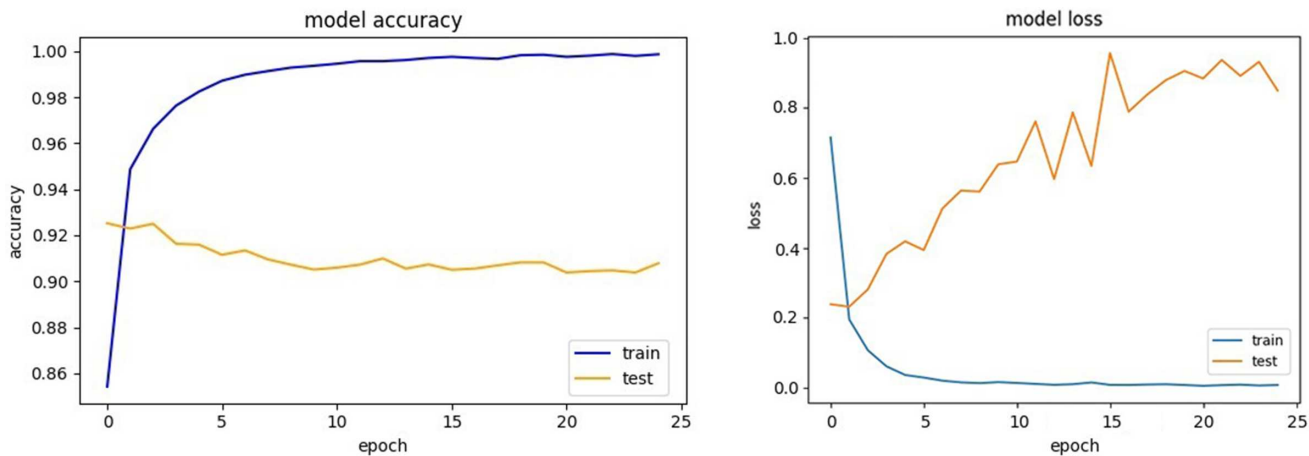 model accuracy
1.00
0.98
0.96
0.94
0.92
0.90
0.88
0.86
accuracy
0 5 10 15 20 25
epoch
train
test
model loss
1.0
0.8
0.6
0.4
0.2
0.0
loss
0 5 10 15 20 25
epoch
train
test